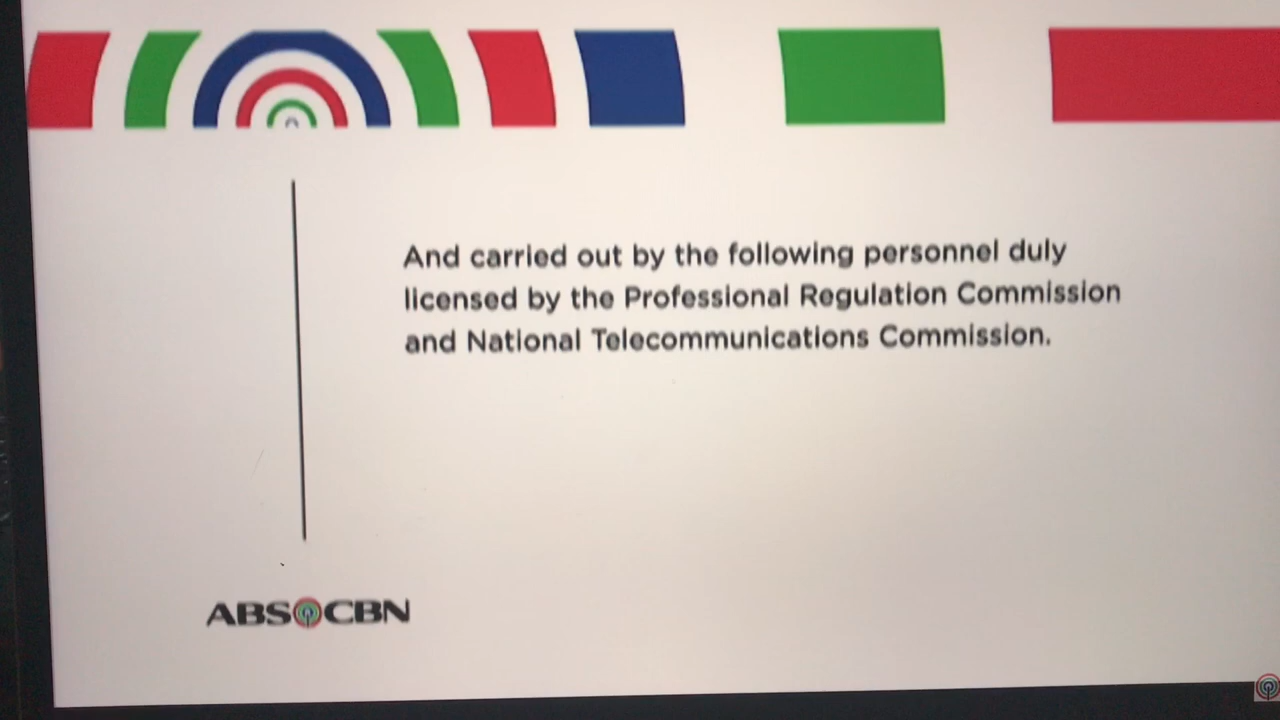 And carried out by the following personnel duly
licensed by the Professional Regulation Commission
and National Telecommunications Commission.
ABS CBN